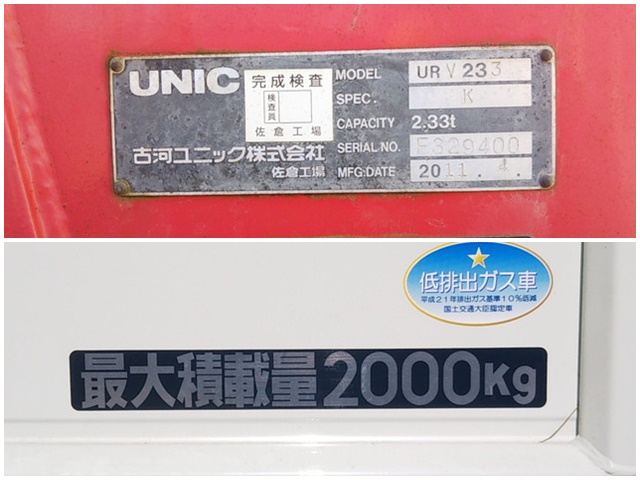 UNIC
完成検査
検査員
佐倉工場
古河ユニック株式会社
佐倉工場
MODEL URV233
SPEC. K
CAPACITY 2.33t
SERIAL NO. F329400
MFG:DATE 2011.4.
低排出ガス車
平成21年排出ガス基準10%低減
国土交通大臣認定車
最大積載量2000Kg